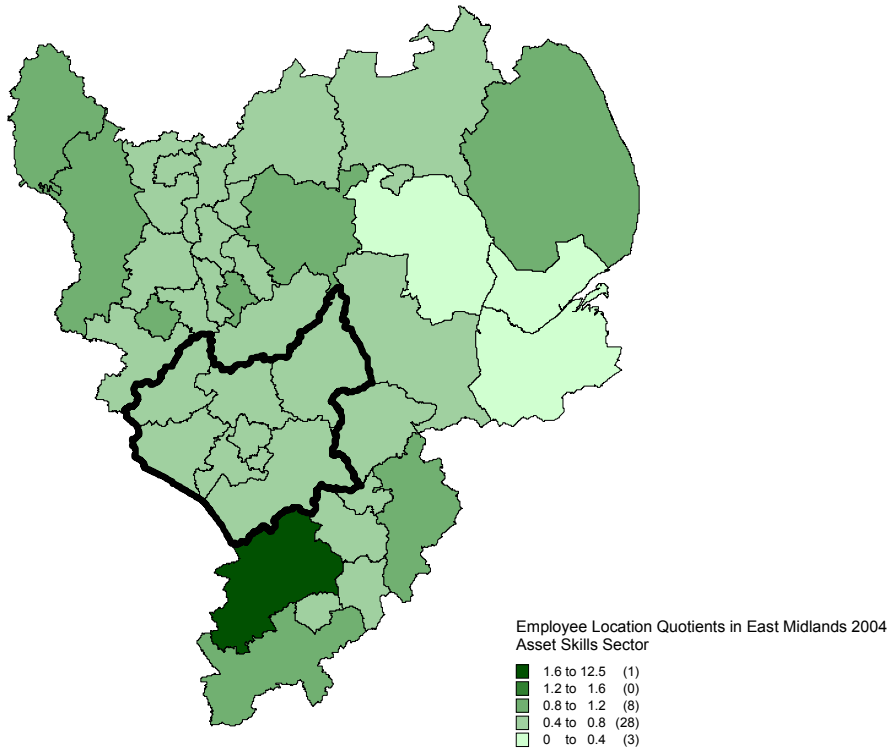 Employee Location Quotients in East Midlands 2004
Asset Skills Sector
1.6 to 12.5 (1)
1.2 to 1.6 (0)
0.8 to 1.2 (8)
0.4 to 0.8 (28)
0 to 0.4 (3)